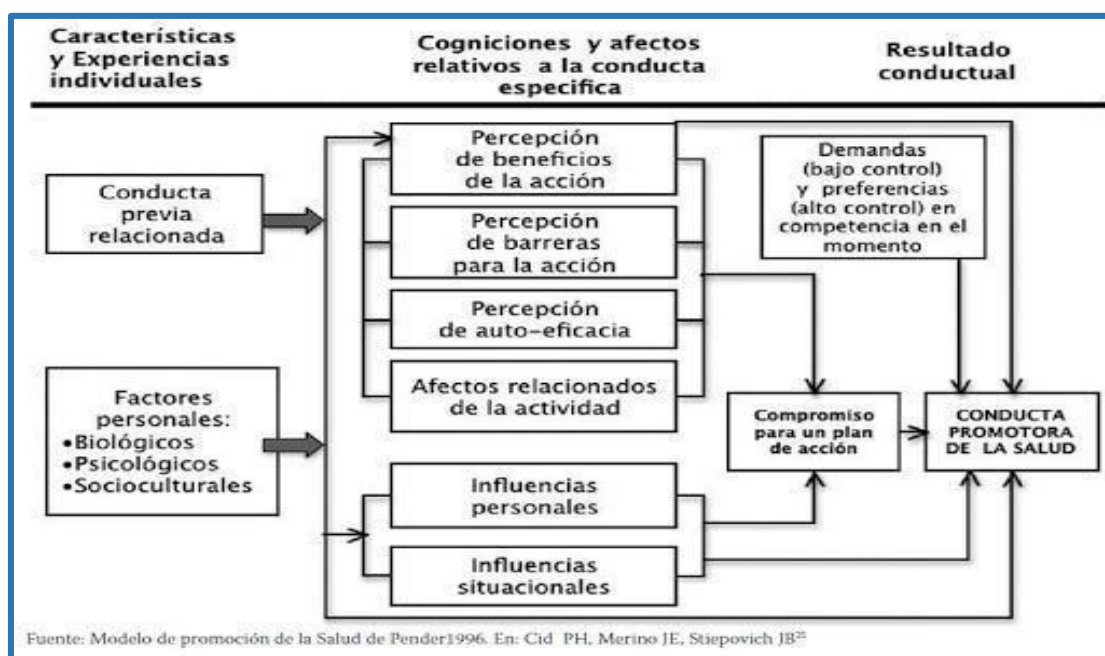 Características
y Experiencias
individuales
Cogniciones y afectos
relativos a la conducta
especifica
Resultado
conductual
Conducta
previa
relacionada
Factores
personales:
•Biológicos
•Psicológicos
•Socioculturales
Percepción
de beneficios
de la acción
Percepción
de barreras
para la acción
Percepción
de auto-eficacia
Afectos relacionados
de la actividad
Influencias
personales
Influencias
situacionales
Demandas
(bajo control)
y preferencias
(alto control) en
competencia en el
momento
Compromiso
para un plan
de acción
CONDUCTA
PROMOTORA
DE LA SALUD
Fuente: Modelo de promoción de la Salud de Pender1996. En: Cid PH, Merino JE, Stiepovich JB